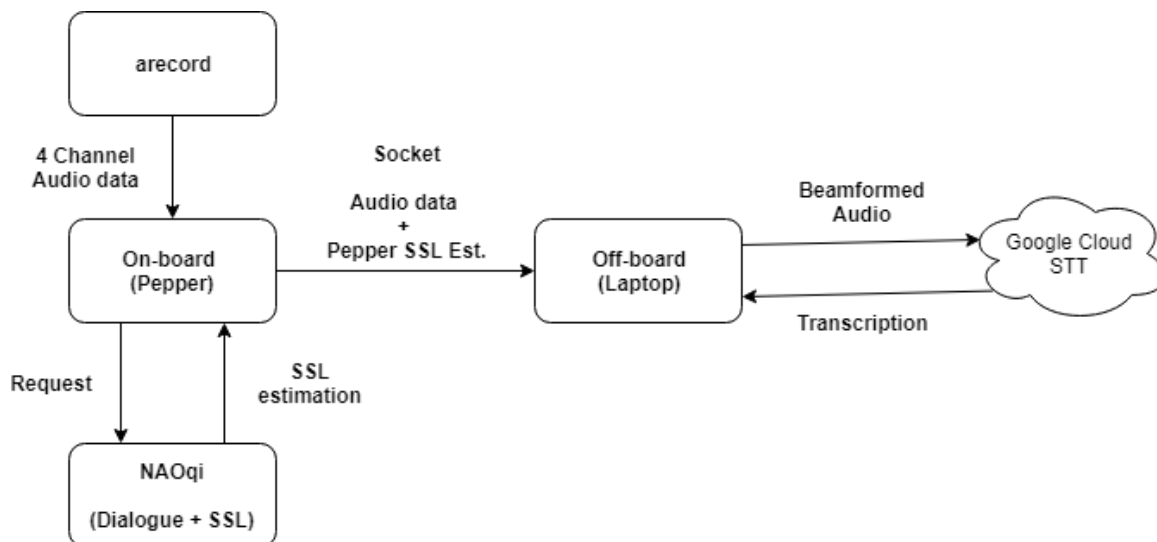 arecord
4 Channel
Audio data
Socket
Audio data
+
Pepper SSL Est.
Beamformed
Audio
On-board
(Pepper)
Off-board
(Laptop)
Google Cloud
STT
Transcription
Request
SSL
estimation
NAOqi
(Dialogue + SSL)